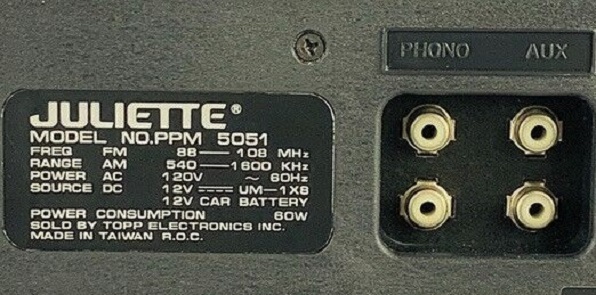 PHONO AUX
JULIETTE®
MODEL NO.PPM 5051
FREQ FM 88 — 108 MHz
RANGE AM 540 — 1600 KHz
POWER AC 120V ~ 60Hz
SOURCE DC 12V ⎓ UM-1X8
12V CAR BATTERY
POWER CONSUMPTION 60W
SOLD BY TOPP ELECTRONICS INC.
MADE IN TAIWAN R.O.C.